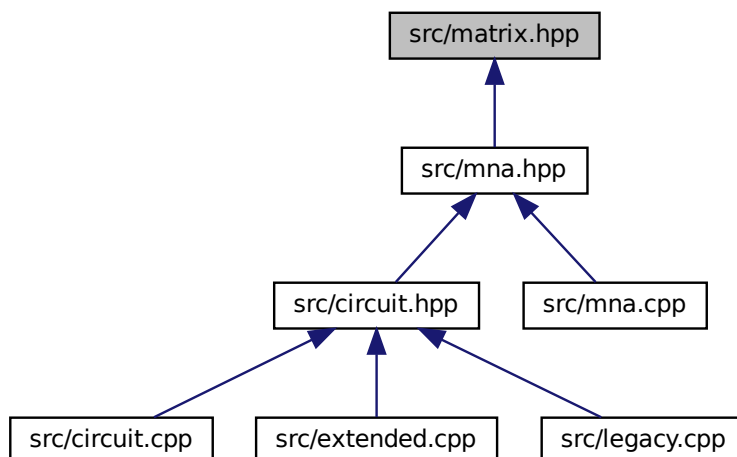 src/matrix.hpp
src/mna.hpp
src/circuit.hpp
src/mna.cpp
src/circuit.cpp
src/extended.cpp
src/legacy.cpp